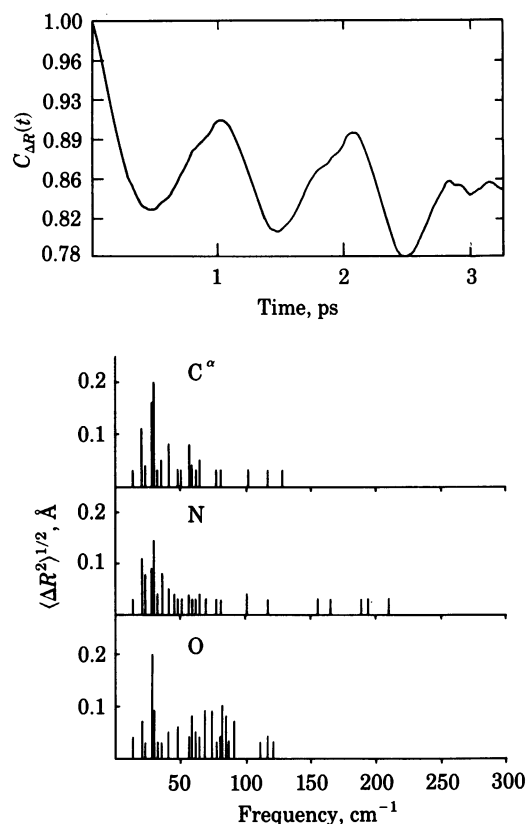 1.00
0.96
0.93
0.89
0.86
0.82
0.78
C_{ΔR}(t)
1 2 3
Time, ps
C^α
0.2
0.1
N
0.2
0.1
O
0.2
0.1
⟨ΔR²⟩^{1/2}, Å
50 100 150 200 250 300
Frequency, cm⁻¹